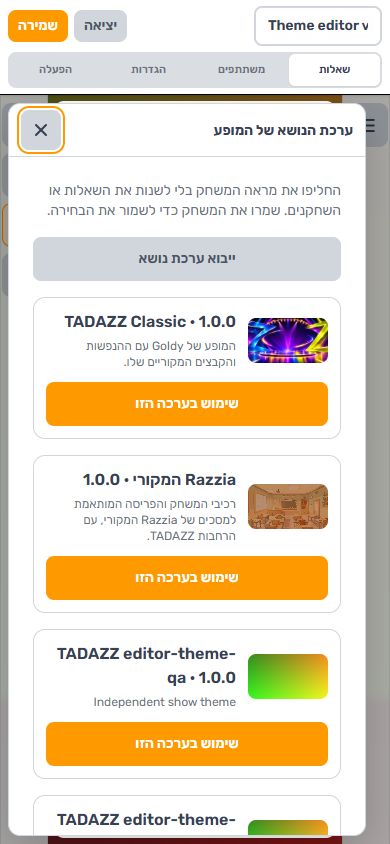 Theme editor v
יציאה
שמירה
שאלות
משתתפים
הגדרות
הפעלה
ערכת הנושא של המופע
החליפו את מראה המשחק בלי לשנות את השאלות או
השחקנים. שמרו את המשחק כדי לשמור את הבחירה.
ייבוא ערכת נושא
TADAZZ Classic • 1.0.0
המופע של Goldy עם ההנפשות
והקבצים המקוריים שלו.
שימוש בערכה הזו
Razzia המקורי • 1.0.0
רכיבי המשחק והפריסה המותאמת
למסכים של Razzia המקורי, עם
הרחבות TADAZZ.
שימוש בערכה הזו
TADAZZ editor-theme-
qa • 1.0.0
Independent show theme
שימוש בערכה הזו
TADAZZ editor-theme-